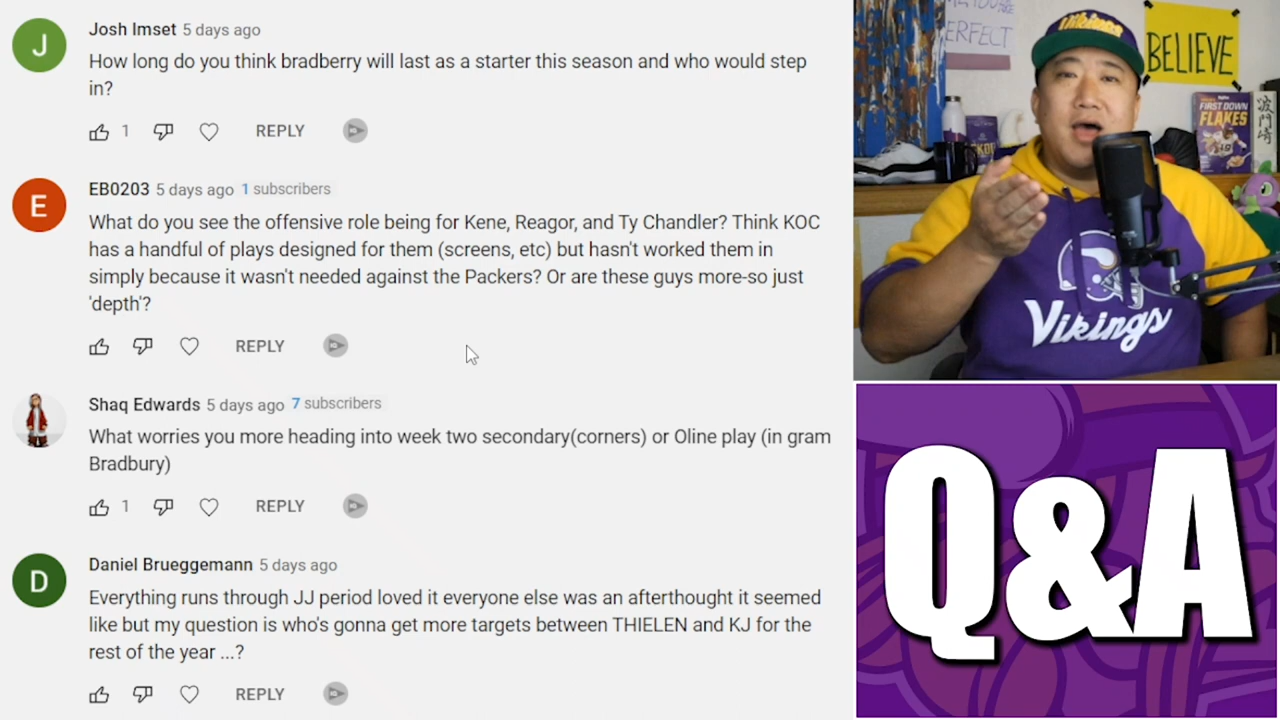 Josh Imset 5 days ago
How long do you think bradberry will last as a starter this season and who would step
in?
1 REPLY
EB0203 5 days ago 1 subscribers
What do you see the offensive role being for Kene, Reagor, and Ty Chandler? Think KOC
has a handful of plays designed for them (screens, etc) but hasn't worked them in
simply because it wasn't needed against the Packers? Or are these guys more-so just
'depth'?
REPLY
Shaq Edwards 5 days ago 7 subscribers
What worries you more heading into week two secondary(corners) or Oline play (in gram
Bradbury)
1 REPLY
Daniel Brueggemann 5 days ago
Everything runs through JJ period loved it everyone else was an afterthought it seemed
like but my question is who's gonna get more targets between THIELEN and KJ for the
rest of the year ...?
REPLY
J
E
D
Vikings
BELIEVE
FIRST DOWN
FLAKES
波
門
崎
Vikings
Q&A